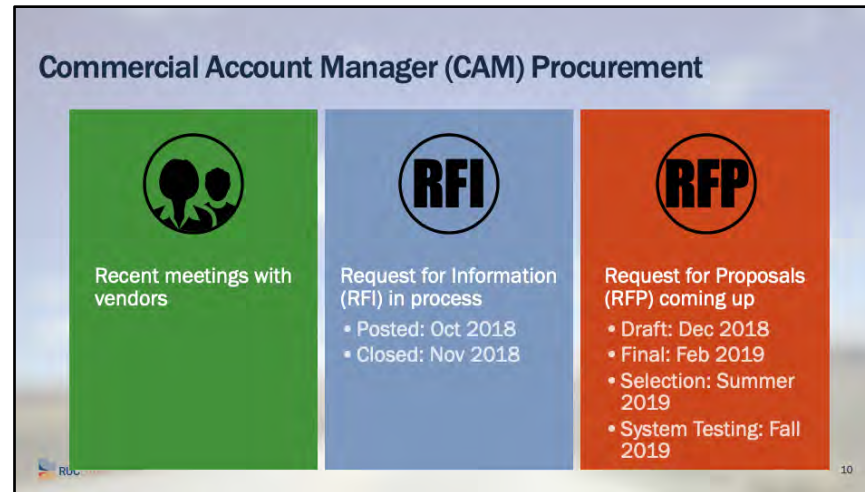 Commercial Account Manager (CAM) Procurement
Recent meetings with
vendors
RFI
Request for Information
(RFI) in process
• Posted: Oct 2018
• Closed: Nov 2018
RFP
Request for Proposals
(RFP) coming up
• Draft: Dec 2018
• Final: Feb 2019
• Selection: Summer
2019
• System Testing: Fall
2019
RUC
10